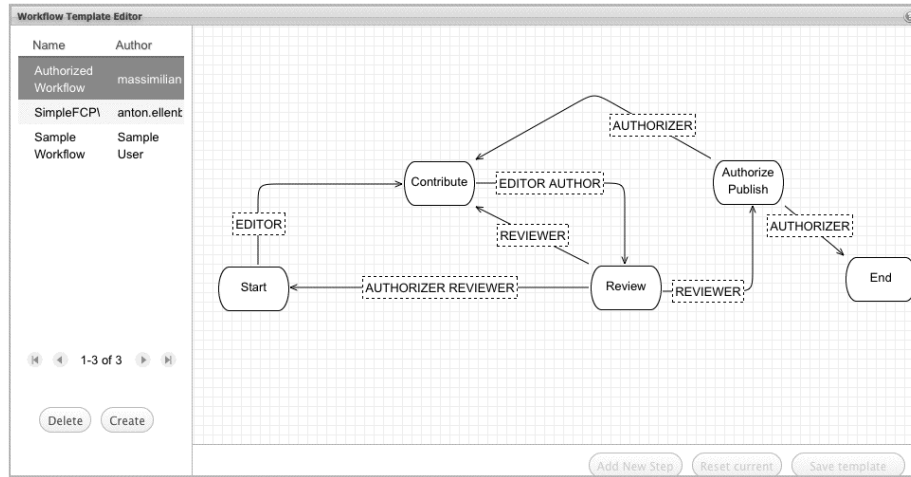 Workflow Template Editor
Name Author
Authorized
Workflow
massimilian
SimpleFCP\ anton.ellenb
Sample
Workflow
Sample
User
AUTHORIZER
Contribute
EDITOR AUTHOR
Authorize
Publish
EDITOR
REVIEWER
AUTHORIZER
Start
AUTHORIZER REVIEWER
Review
REVIEWER
End
1-3 of 3
Delete Create
Add New Step Reset current Save template